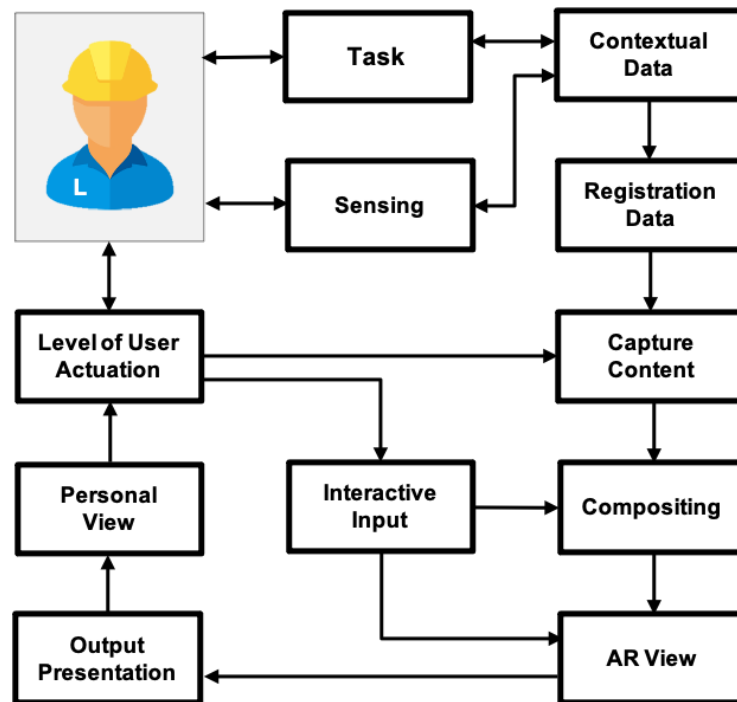 Task
Contextual
Data
L
Sensing
Registration
Data
Level of User
Actuation
Capture
Content
Personal
View
Interactive
Input
Compositing
Output
Presentation
AR View